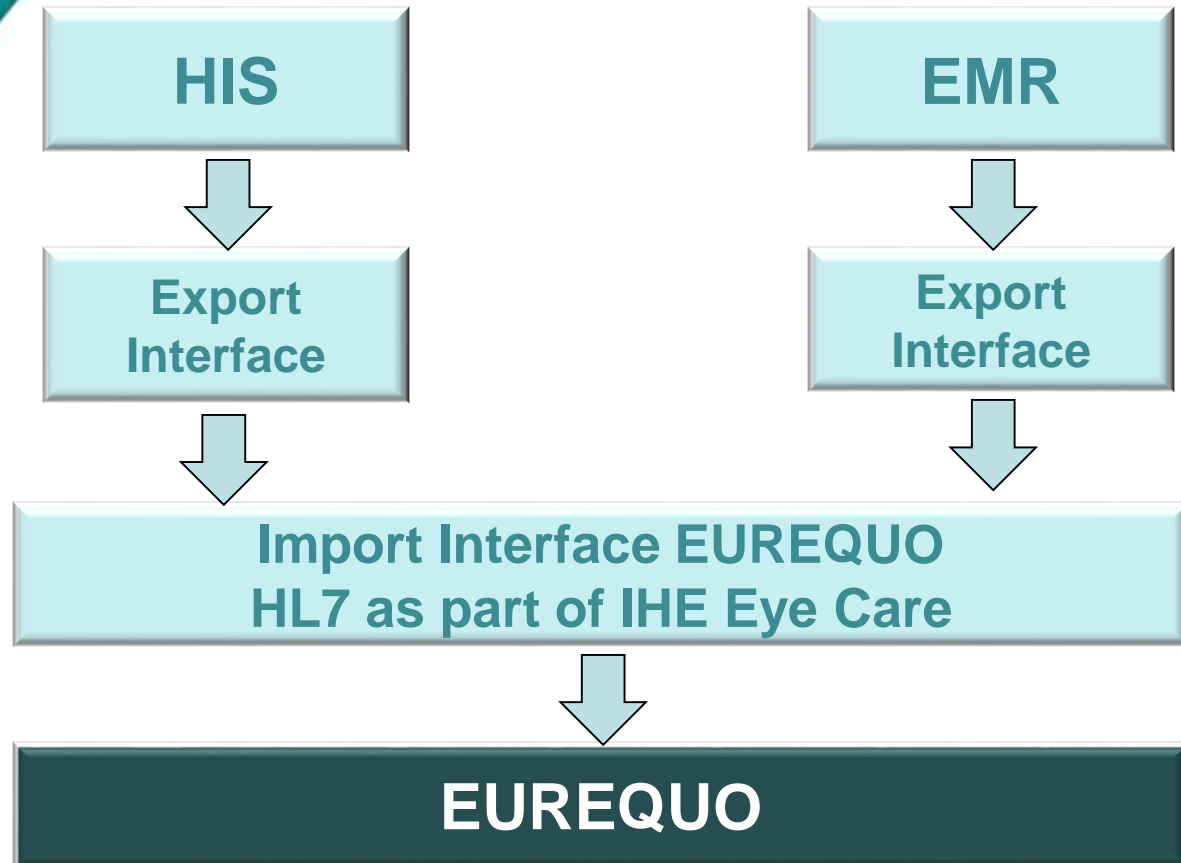 HIS
EMR
Export
Interface
Export
Interface
Import Interface EUREQUO
HL7 as part of IHE Eye Care
EUREQUO